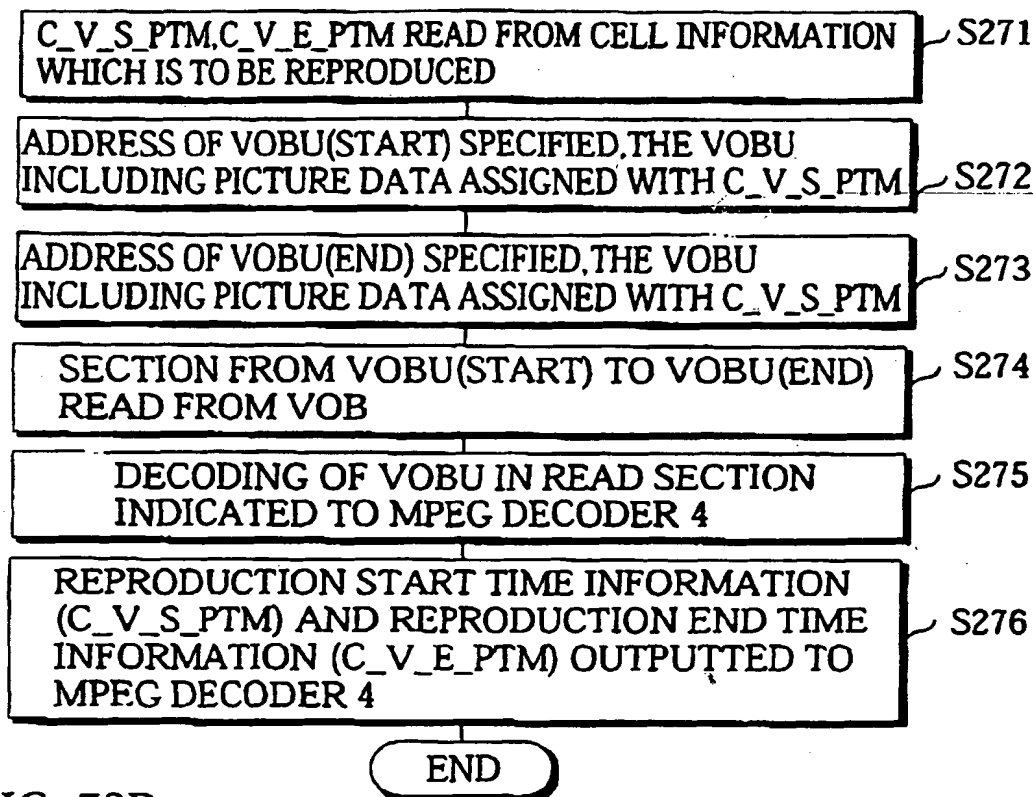 C_V_S_PTM,C_V_E_PTM READ FROM CELL INFORMATION
WHICH IS TO BE REPRODUCED
S271
ADDRESS OF VOBU(START) SPECIFIED,THE VOBU
INCLUDING PICTURE DATA ASSIGNED WITH C_V_S_PTM
S272
ADDRESS OF VOBU(END) SPECIFIED,THE VOBU
INCLUDING PICTURE DATA ASSIGNED WITH C_V_S_PTM
S273
SECTION FROM VOBU(START) TO VOBU(END)
READ FROM VOB
S274
DECODING OF VOBU IN READ SECTION
INDICATED TO MPEG DECODER 4
S275
REPRODUCTION START TIME INFORMATION
(C_V_S_PTM) AND REPRODUCTION END TIME
INFORMATION (C_V_E_PTM) OUTPUTTED TO
MPEG DECODER 4
S276
END